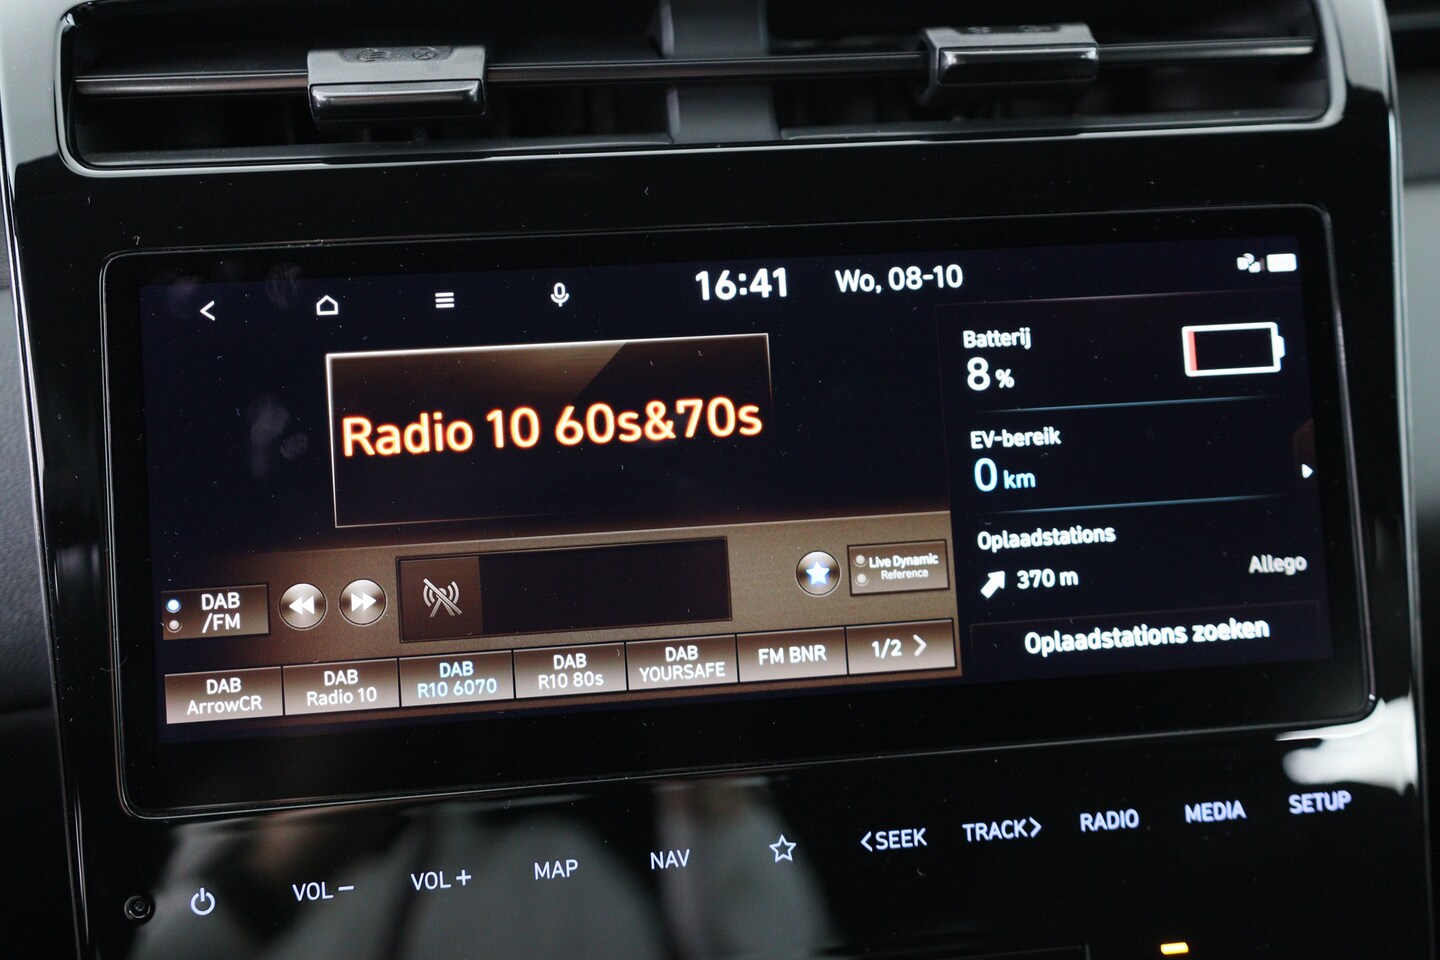 16:41
Wo, 08-10
Radio 10 60s&70s
Batterij
8 %
EV-bereik
0 km
Oplaadstations
370 m
Allego
Oplaadstations zoeken
DAB
/FM
Live Dynamic
Reference
DAB
ArrowCR
DAB
Radio 10
DAB
R10 6070
DAB
R10 80s
DAB
YOURSAFE
FM BNR
1/2 >
VOL −
VOL +
MAP
NAV
<SEEK
TRACK>
RADIO
MEDIA
SETUP